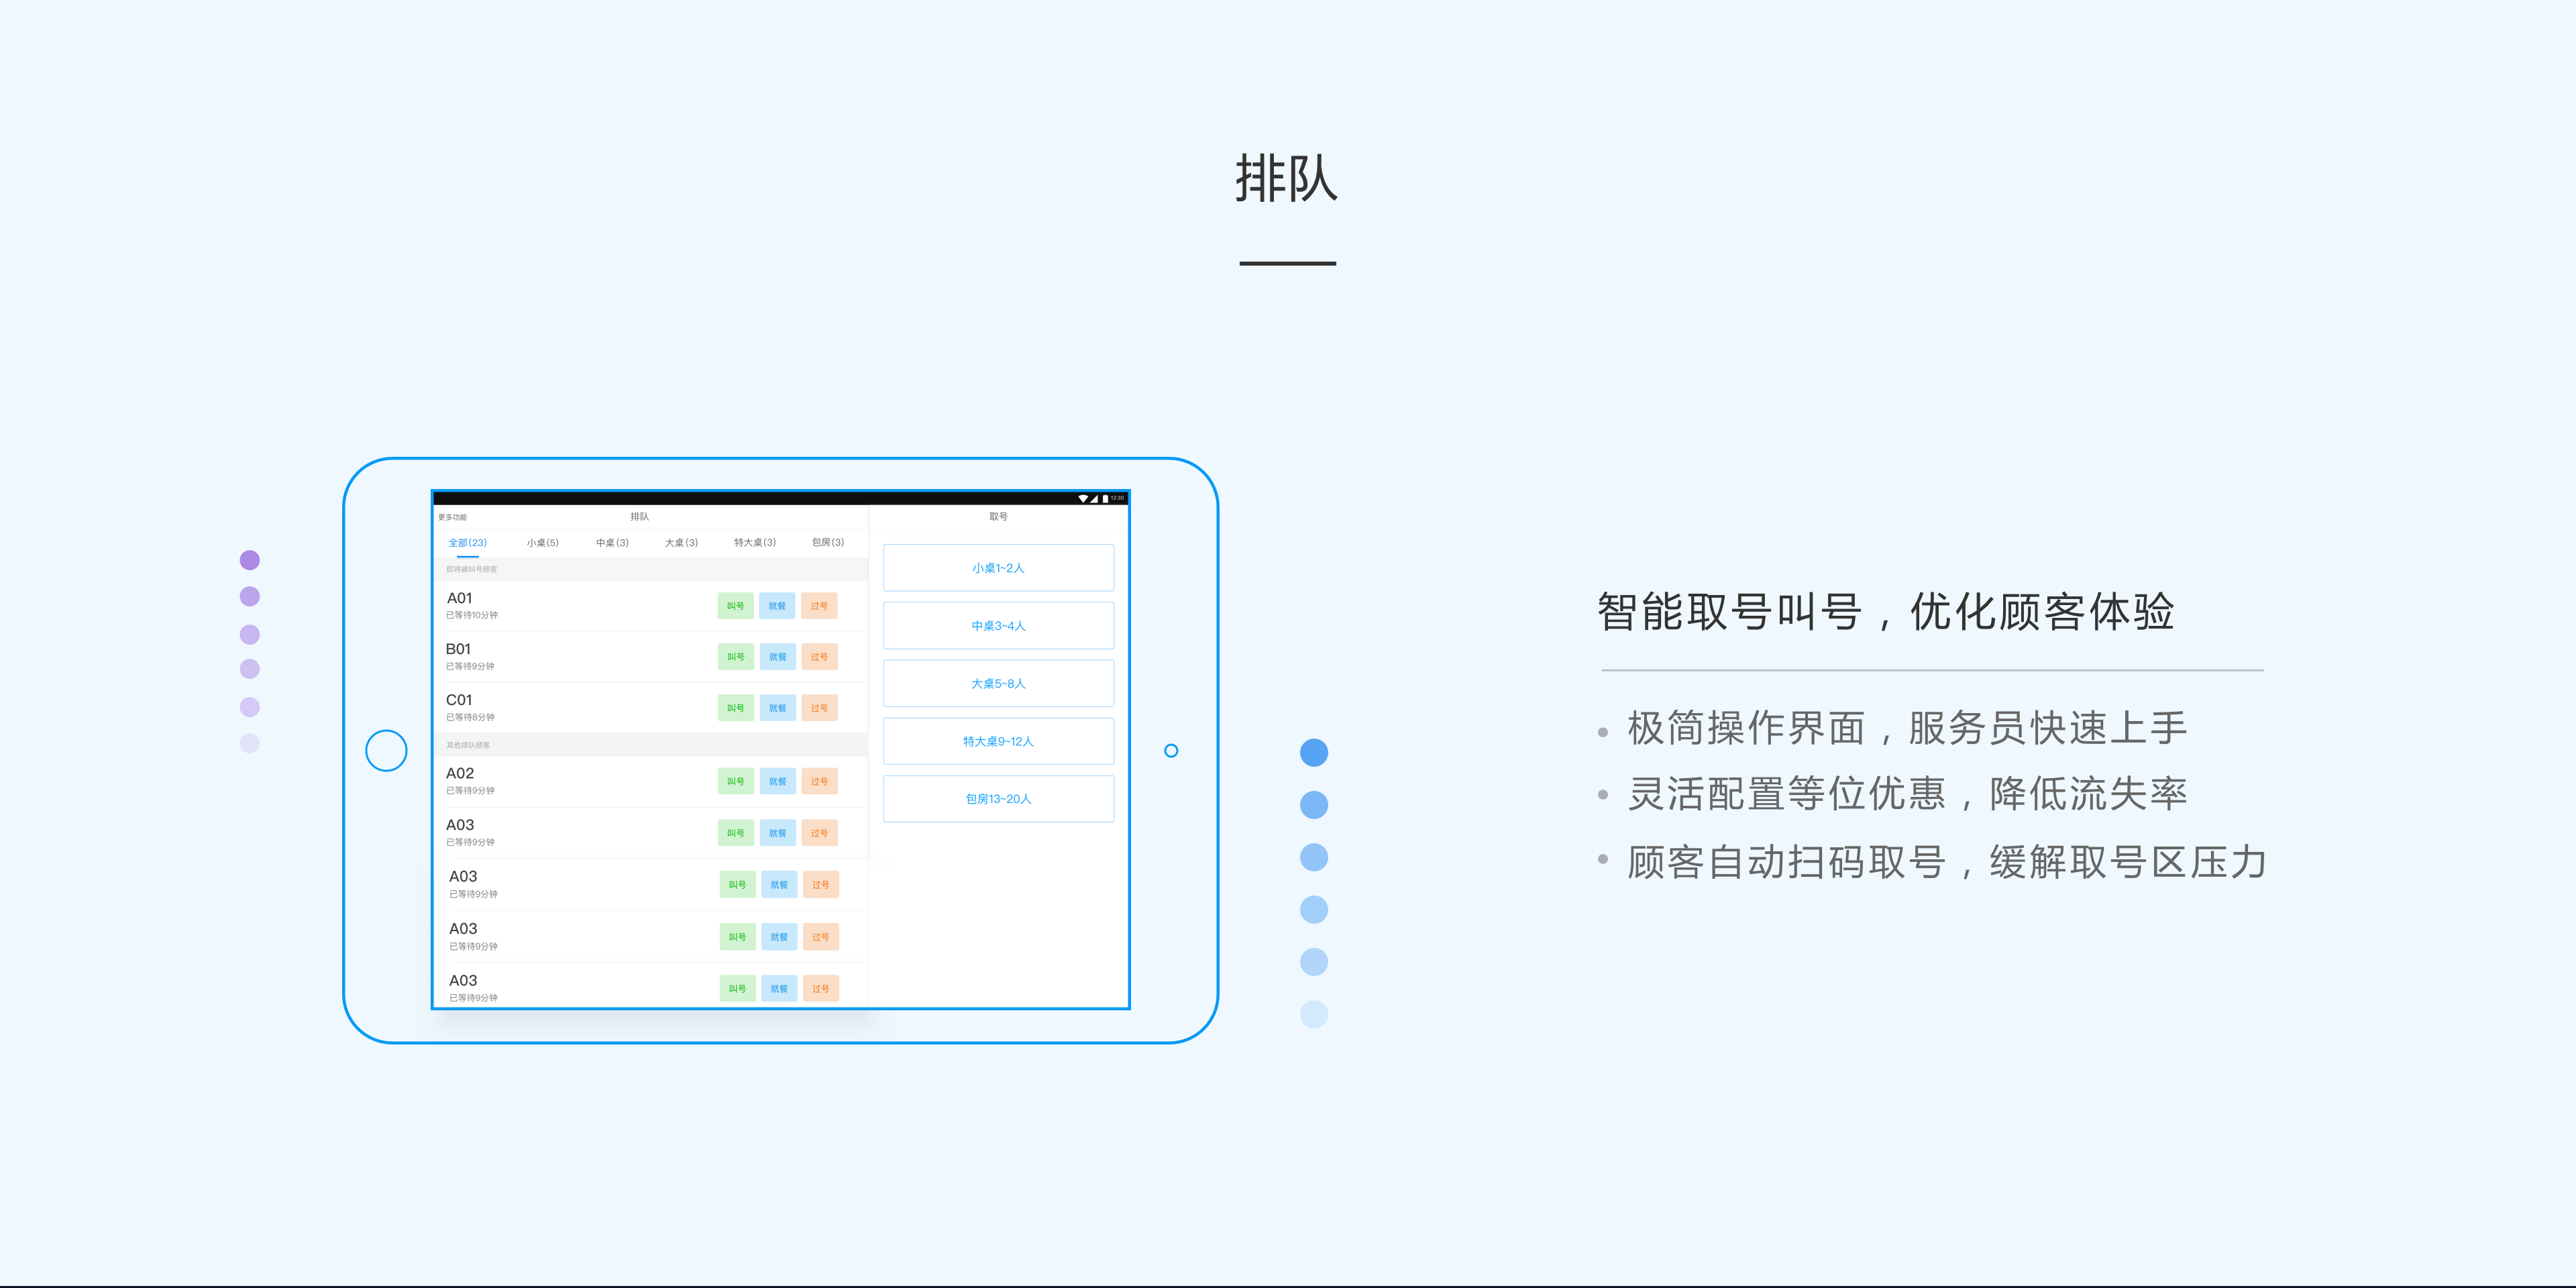 排队
12:30
更多功能
排队
取号
全部(23)
小桌(5)
中桌(3)
大桌(3)
特大桌(3)
包房(3)
即将被叫号顾客
A01
已等待10分钟
叫号
就餐
过号
B01
已等待9分钟
叫号
就餐
过号
C01
已等待8分钟
叫号
就餐
过号
其他排队顾客
A02
已等待9分钟
叫号
就餐
过号
A03
已等待9分钟
叫号
就餐
过号
A03
已等待9分钟
叫号
就餐
过号
A03
已等待9分钟
叫号
就餐
过号
A03
已等待9分钟
叫号
就餐
过号
小桌1~2人
中桌3~4人
大桌5~8人
特大桌9~12人
包房13~20人
智能取号叫号，优化顾客体验
极简操作界面，服务员快速上手
灵活配置等位优惠，降低流失率
顾客自动扫码取号，缓解取号区压力